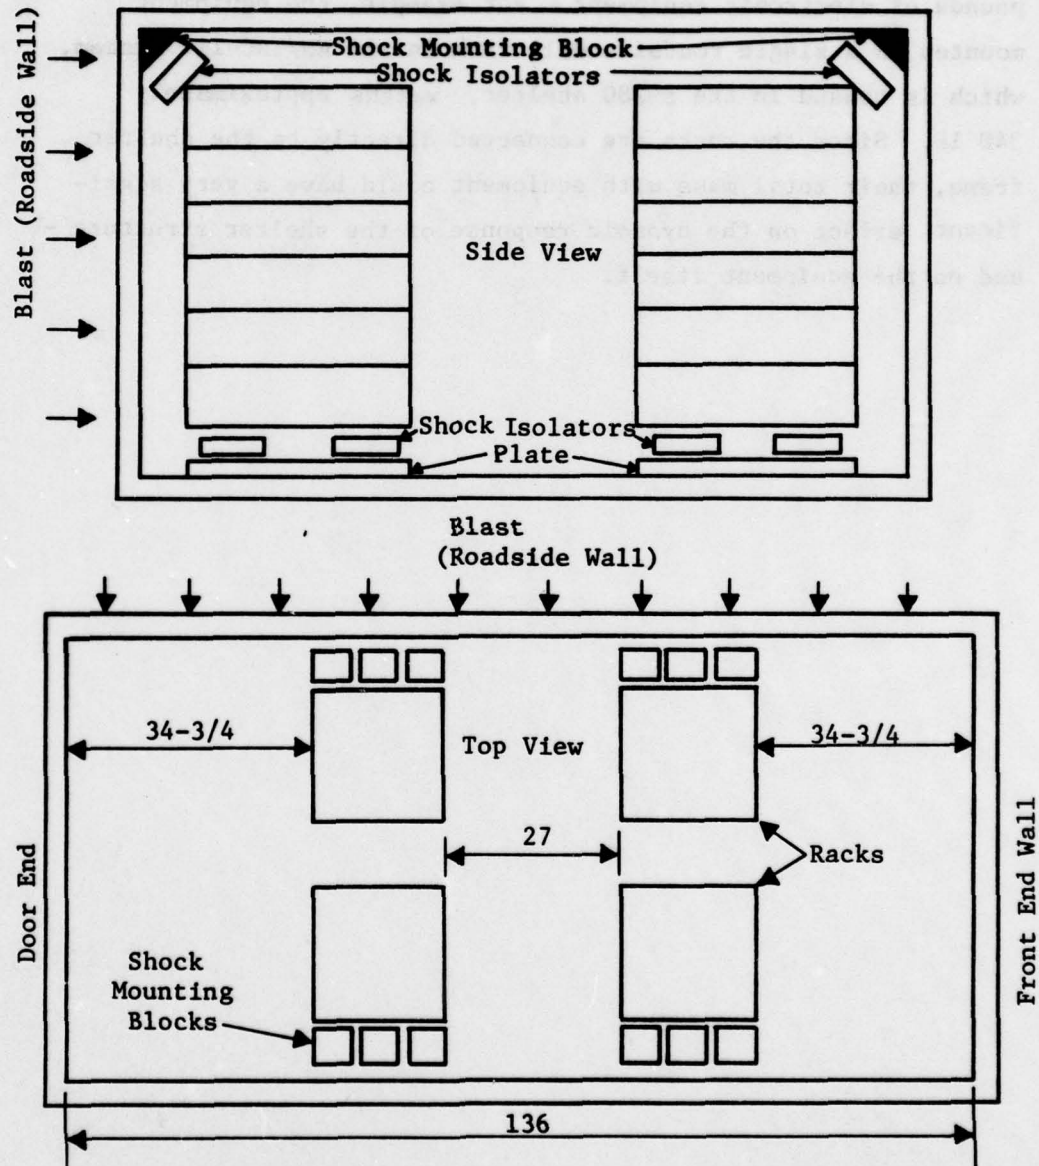 Blast (Roadside Wall)
Shock Mounting Block
Shock Isolators
Side View
Shock Isolators
Plate
Blast
(Roadside Wall)
34-3/4
Top View
34-3/4
27
Racks
Door End
Front End Wall
Shock
Mounting
Blocks
136